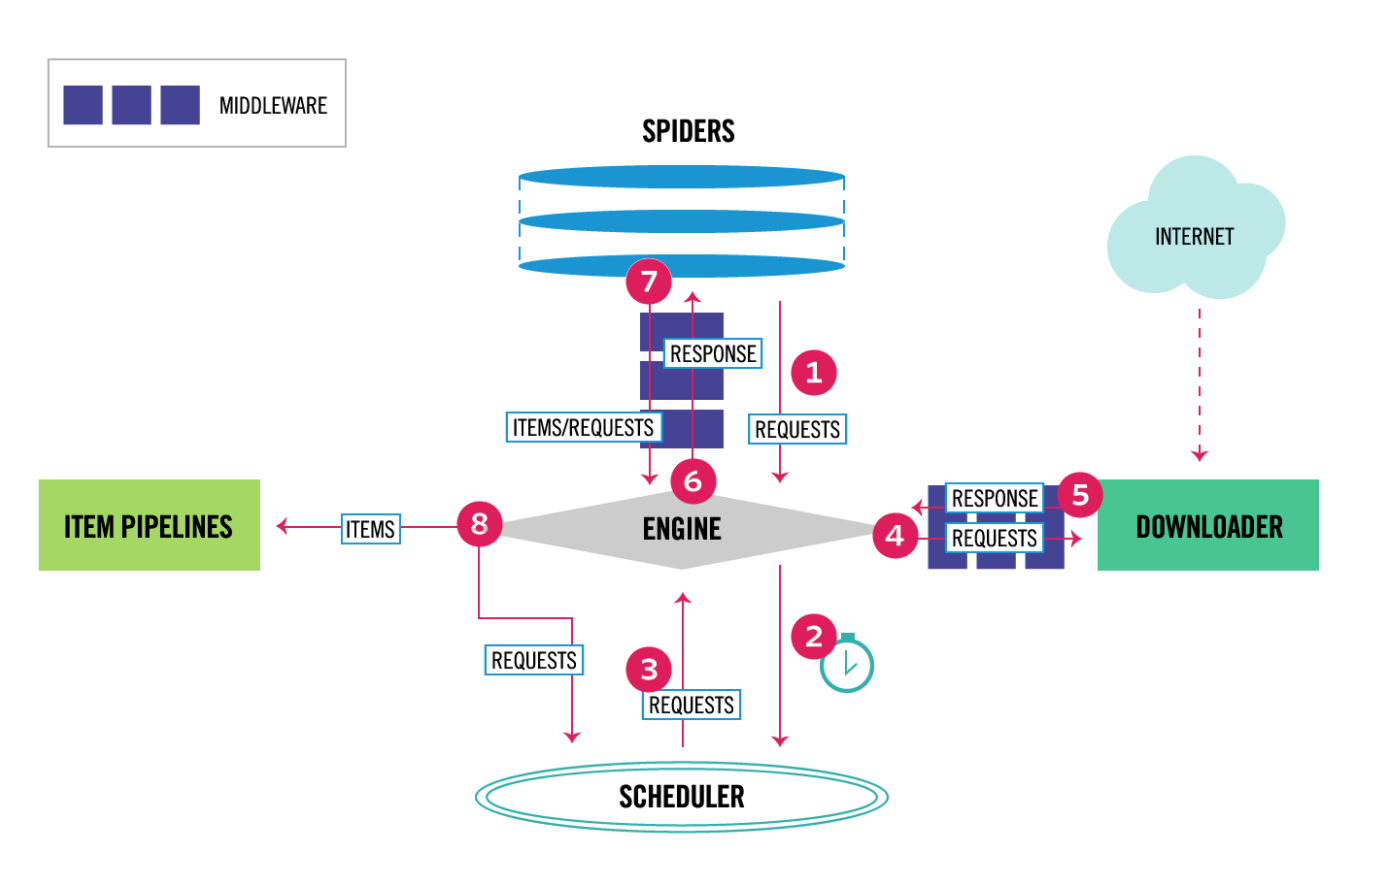 MIDDLEWARE
SPIDERS
INTERNET
7
RESPONSE
1
ITEMS/REQUESTS
REQUESTS
6
5
RESPONSE
ITEM PIPELINES
ITEMS
8
ENGINE
4
REQUESTS
DOWNLOADER
2
3
REQUESTS
REQUESTS
SCHEDULER